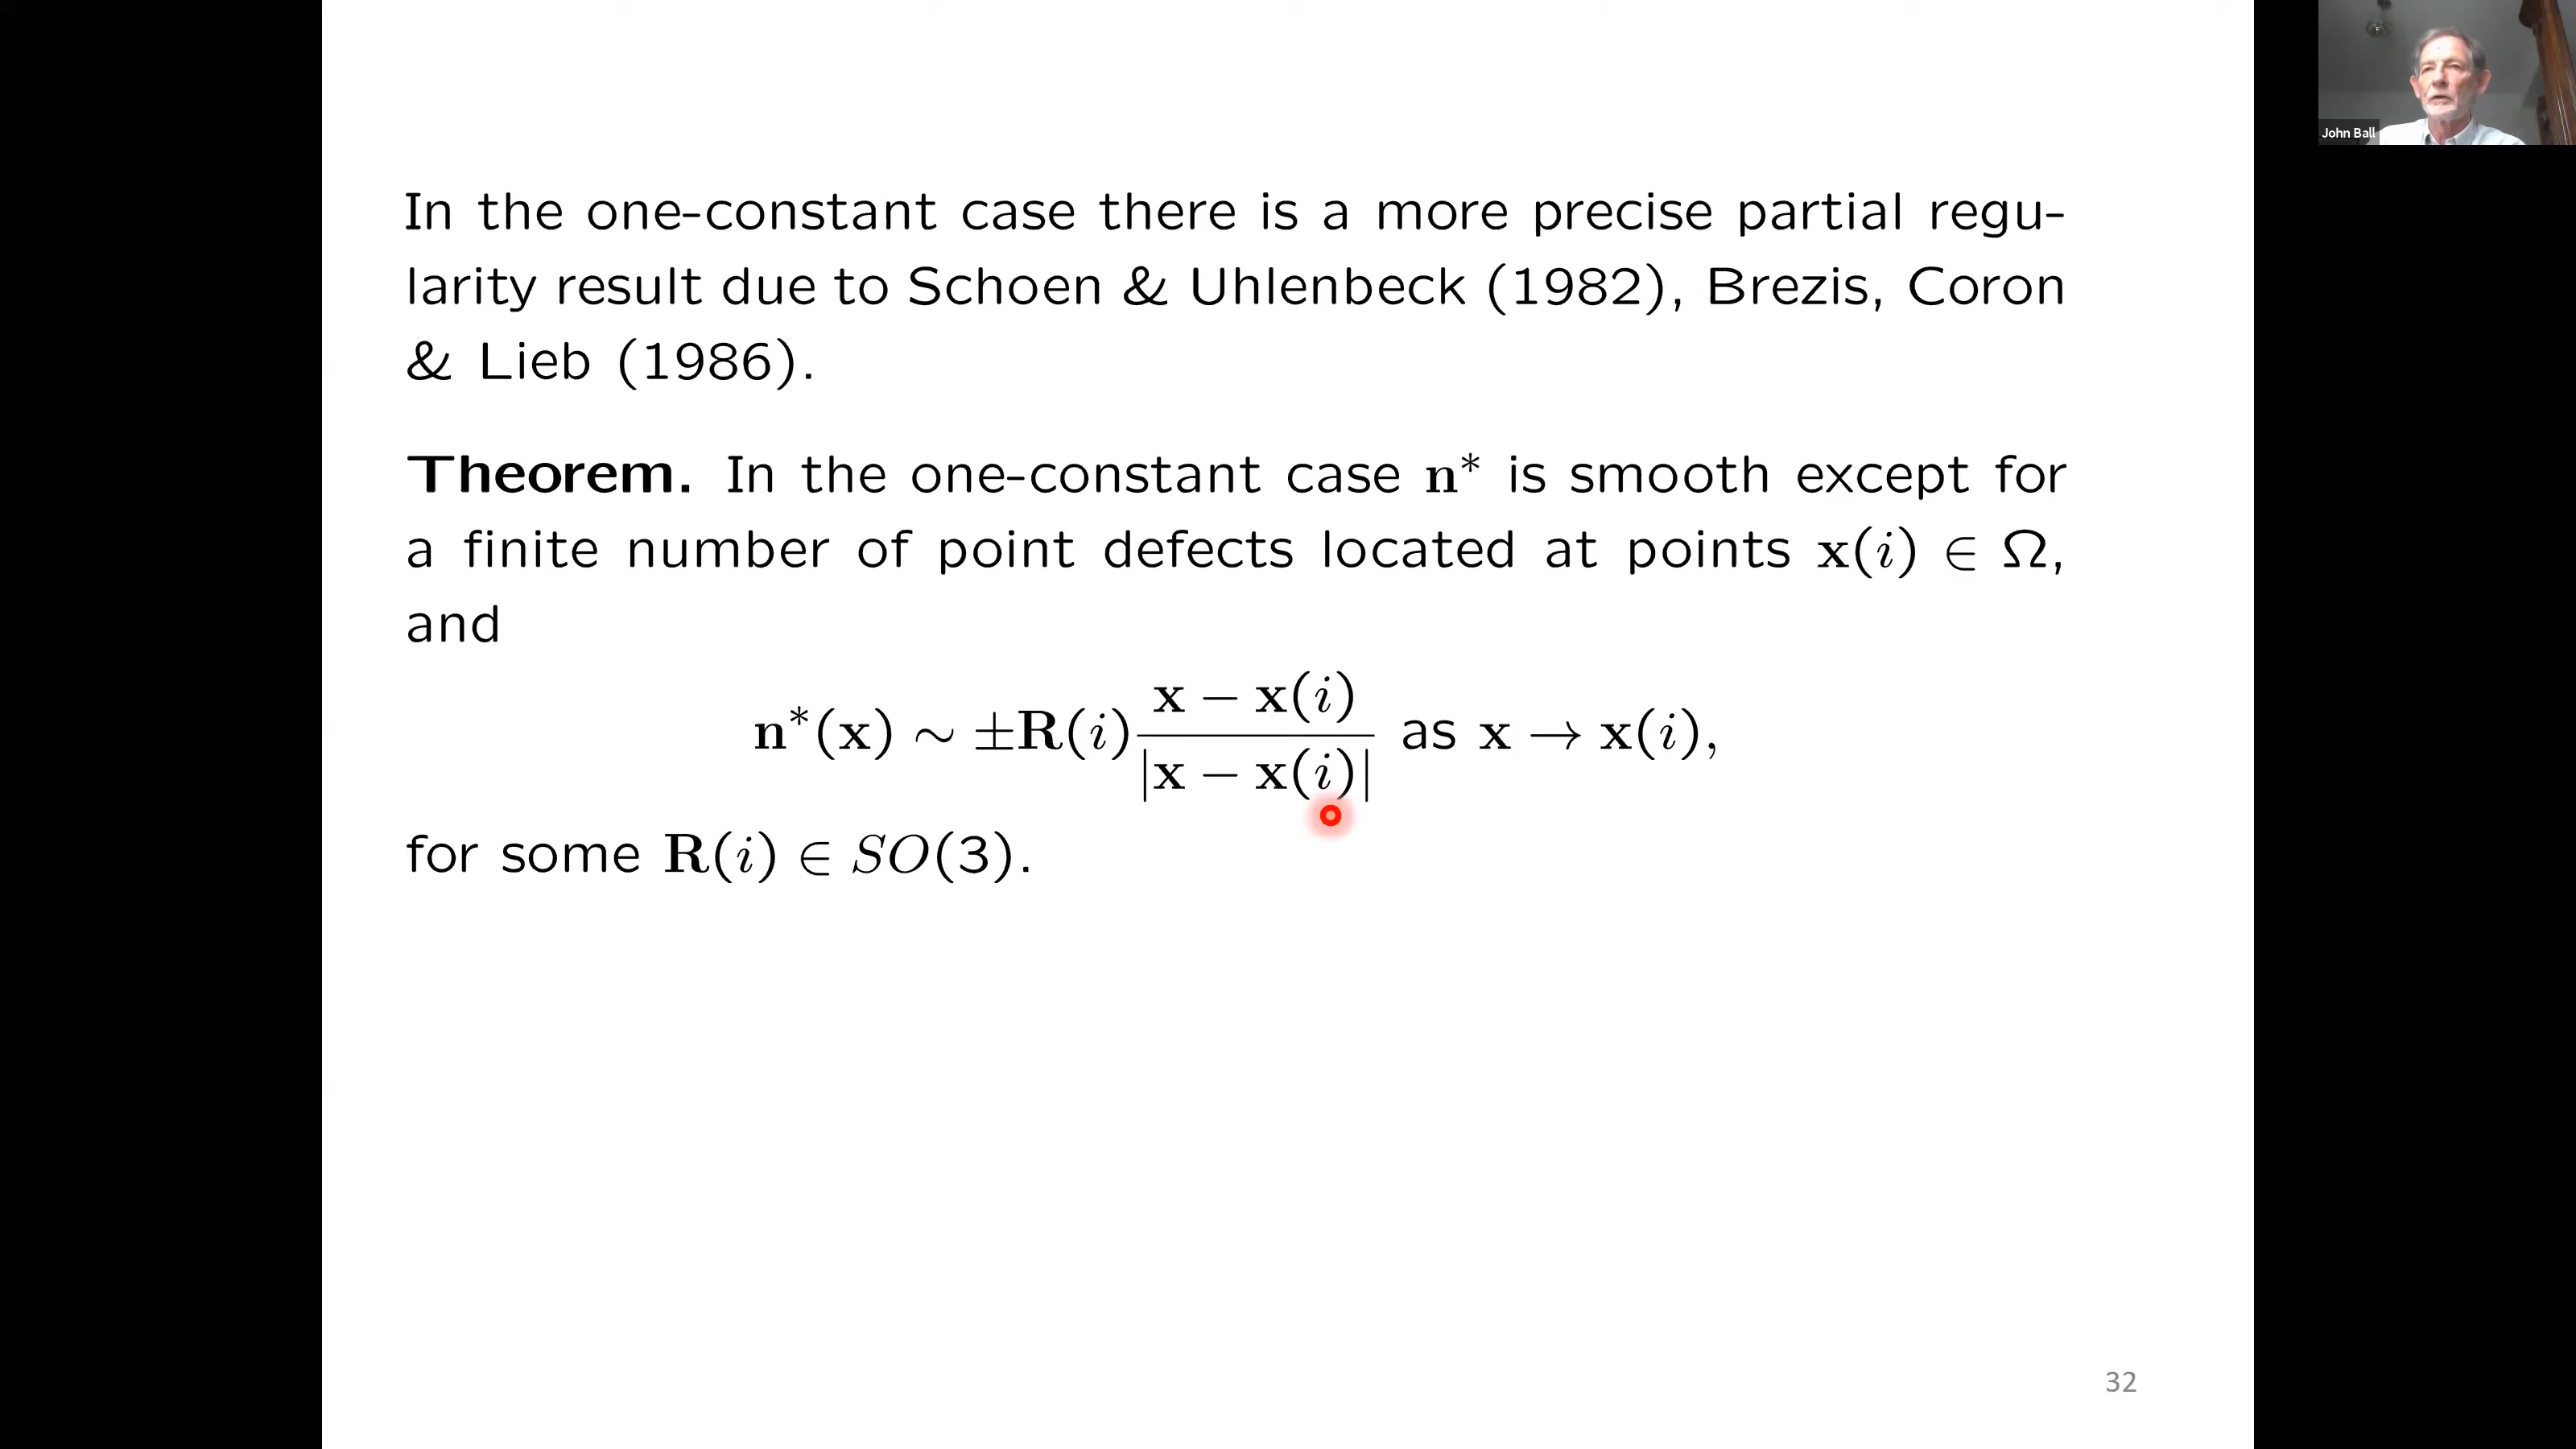 John Ball
In the one-constant case there is a more precise partial regu-
larity result due to Schoen & Uhlenbeck (1982), Brezis, Coron
& Lieb (1986).
Theorem. In the one-constant case n* is smooth except for
a finite number of point defects located at points x(i) ∈ Ω,
and
n*(x) ∼ ±R(i) (x − x(i))/|x − x(i)| as x → x(i),
for some R(i) ∈ SO(3).
32